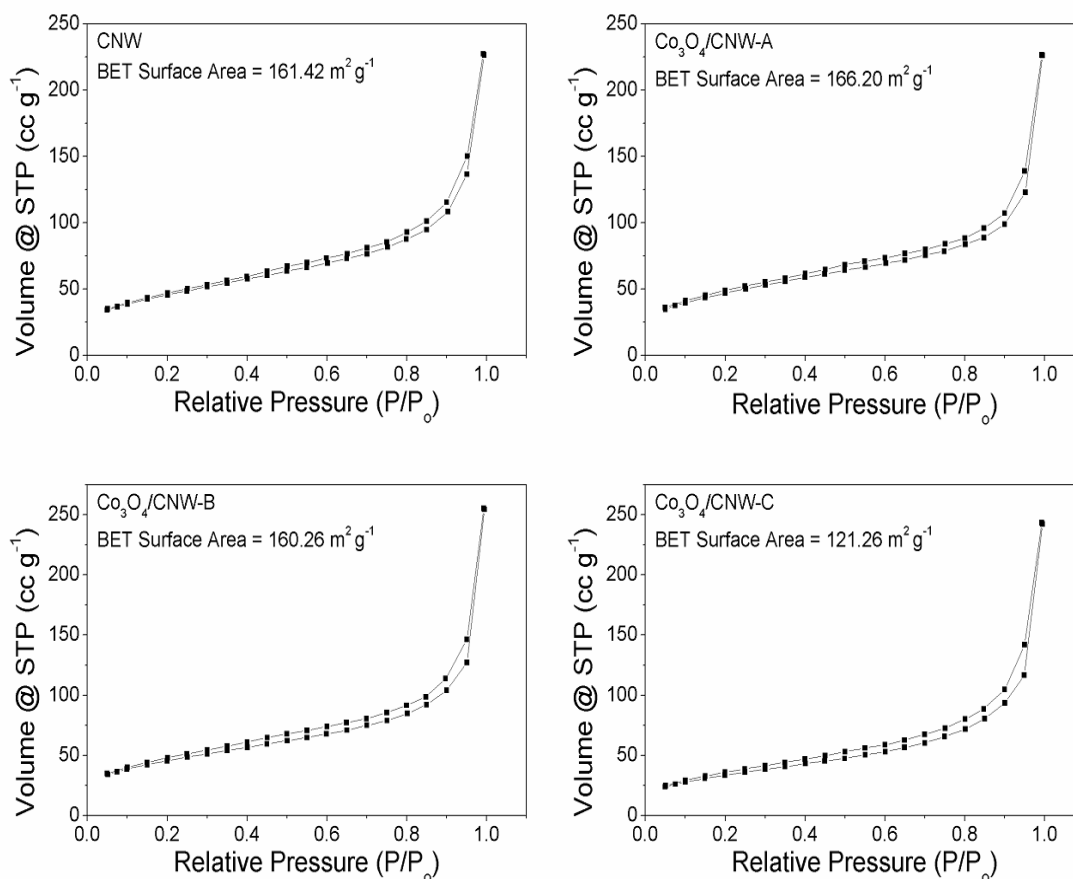 CNW
BET Surface Area = 161.42 m² g⁻¹
Volume @ STP (cc g⁻¹)
250
200
150
100
50
0
0.0 0.2 0.4 0.6 0.8 1.0
Relative Pressure (P/Pₒ)
Co₃O₄/CNW-A
BET Surface Area = 166.20 m² g⁻¹
Volume @ STP (cc g⁻¹)
250
200
150
100
50
0
0.0 0.2 0.4 0.6 0.8 1.0
Relative Pressure (P/Pₒ)
Co₃O₄/CNW-B
BET Surface Area = 160.26 m² g⁻¹
Volume @ STP (cc g⁻¹)
250
200
150
100
50
0
0.0 0.2 0.4 0.6 0.8 1.0
Relative Pressure (P/Pₒ)
Co₃O₄/CNW-C
BET Surface Area = 121.26 m² g⁻¹
Volume @ STP (cc g⁻¹)
250
200
150
100
50
0
0.0 0.2 0.4 0.6 0.8 1.0
Relative Pressure (P/Pₒ)